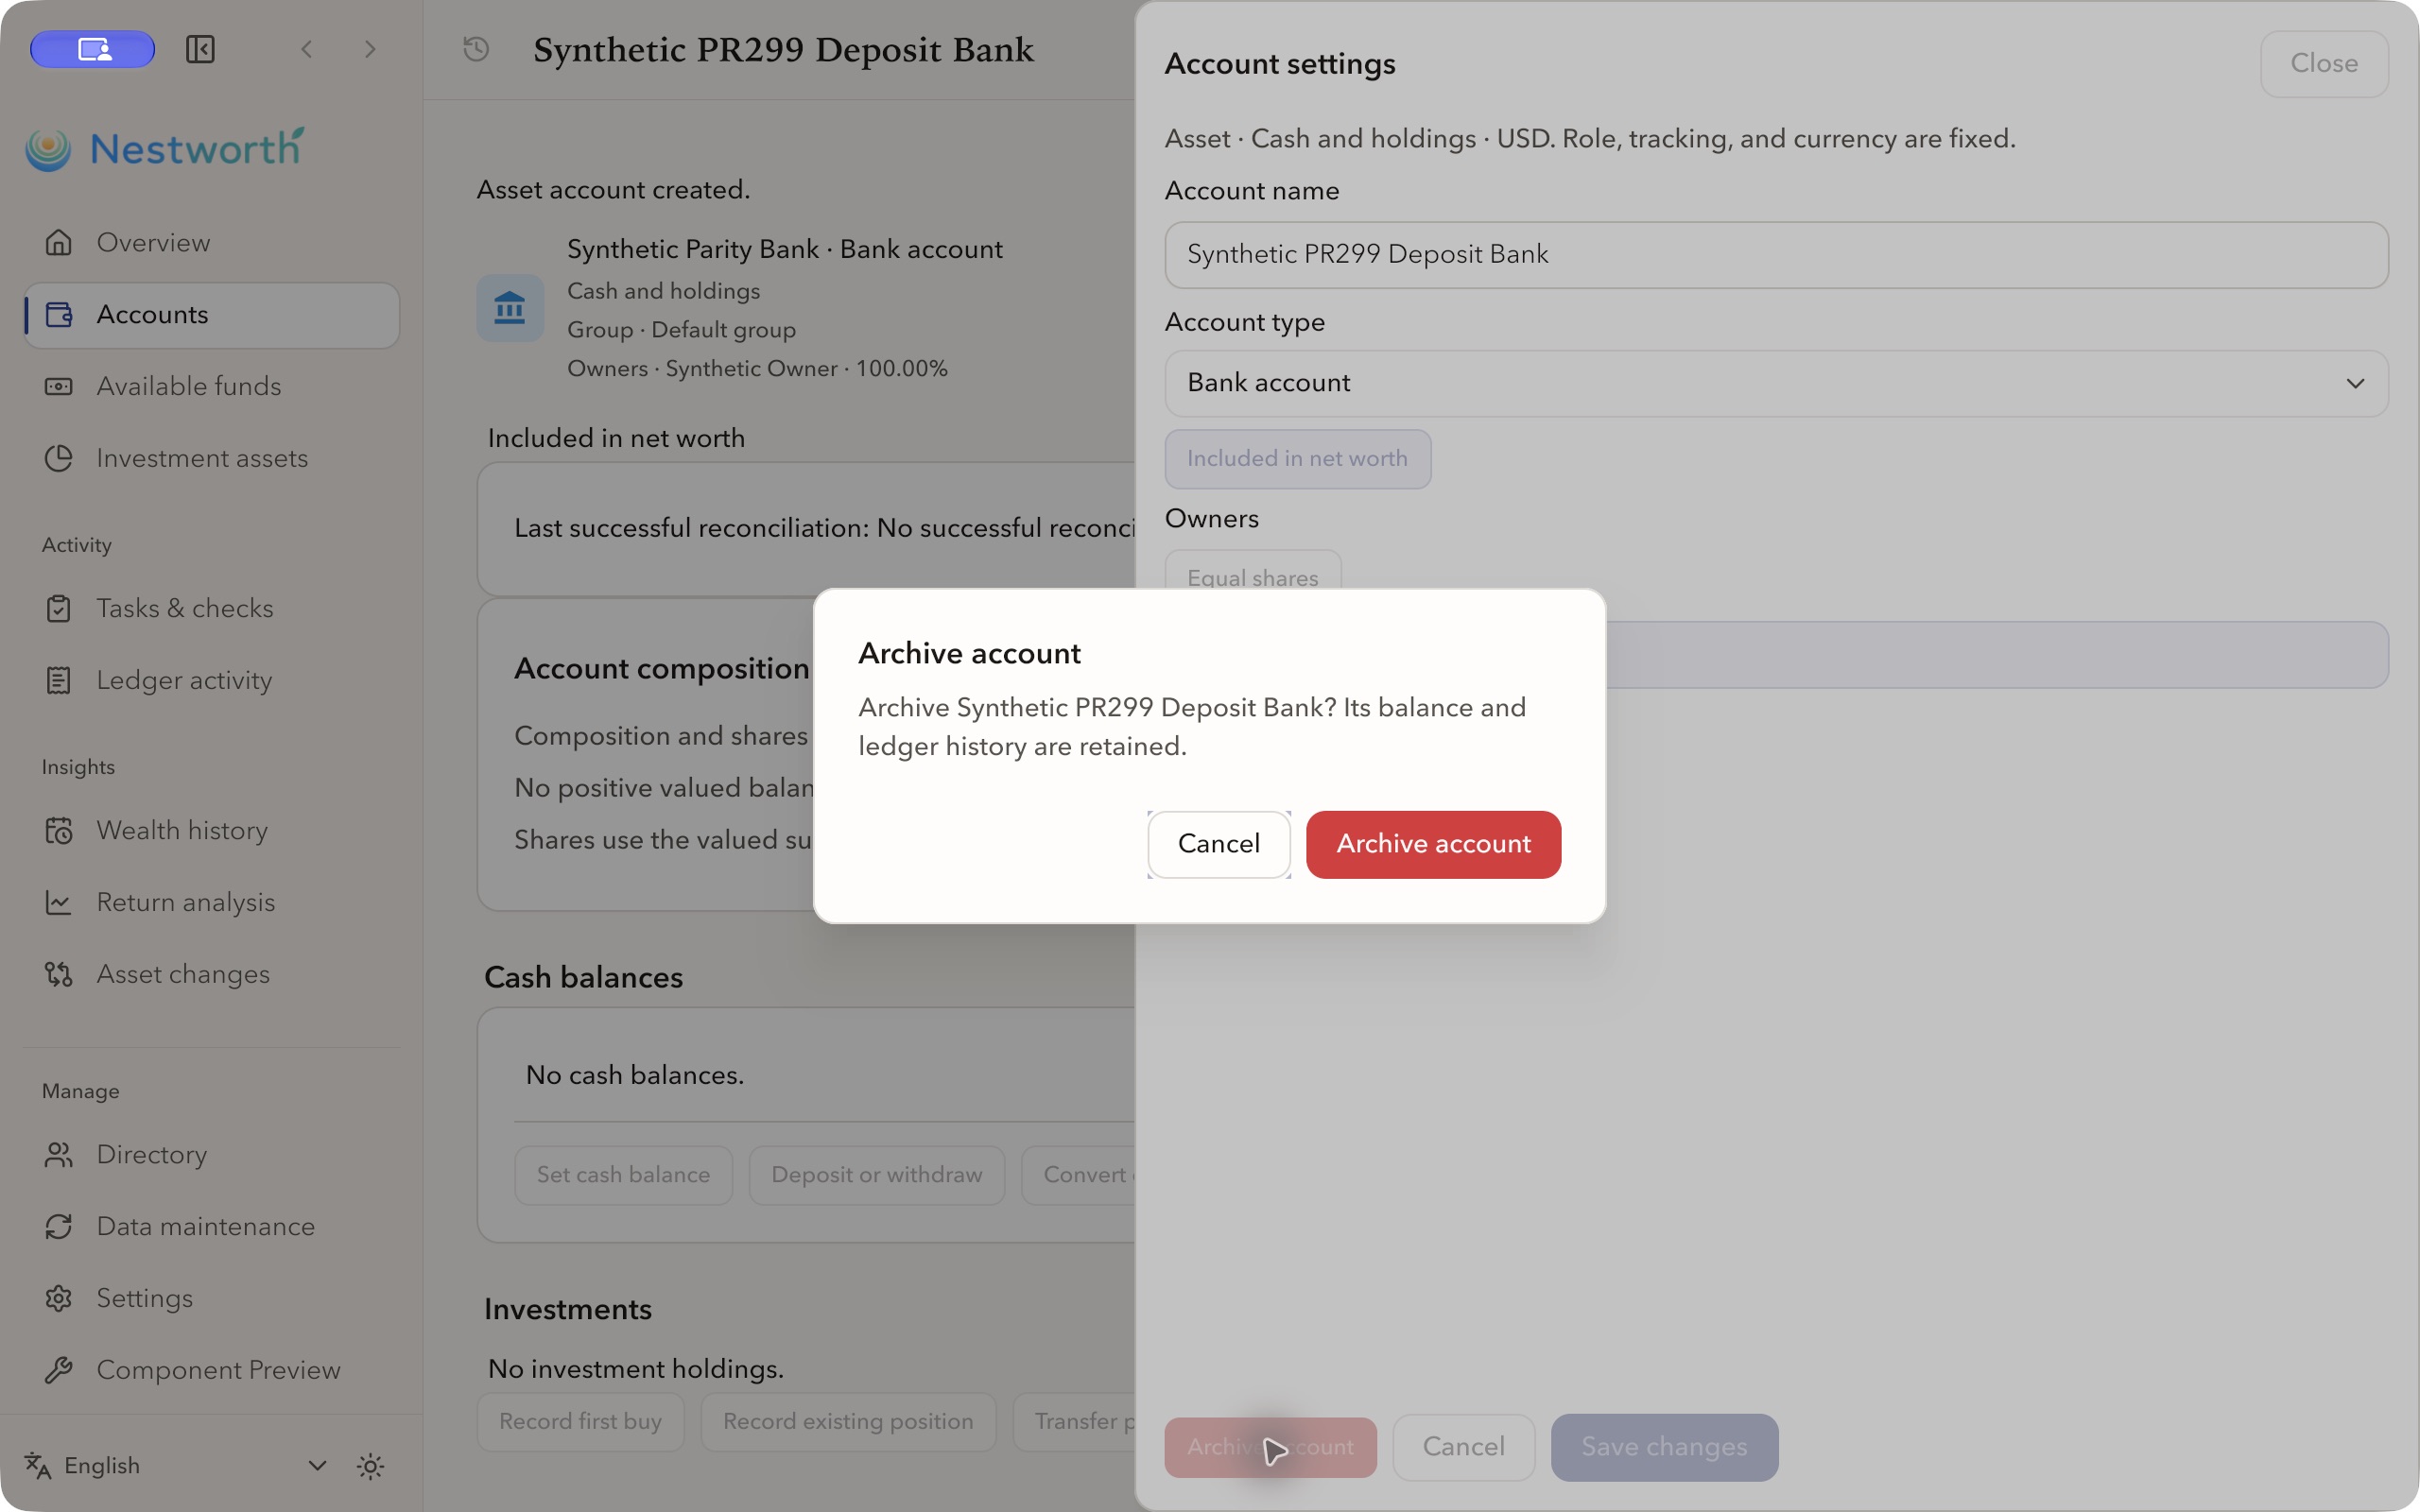 Synthetic PR299 Deposit Bank
Nestworth
Overview
Accounts
Available funds
Investment assets
Activity
Tasks & checks
Ledger activity
Insights
Wealth history
Return analysis
Asset changes
Manage
Directory
Data maintenance
Settings
Component Preview
English
Asset account created.
Synthetic Parity Bank · Bank account
Cash and holdings
Group · Default group
Owners · Synthetic Owner · 100.00%
Included in net worth
Last successful reconciliation: No successful
Account composition
Composition and shares
No positive valued
Shares use the valued
Cash balances
No cash balances.
Set cash balance
Deposit or withdraw
Convert
Investments
No investment holdings.
Record first buy
Record existing position
Transfer
Account settings
Close
Asset · Cash and holdings · USD. Role, tracking, and currency are fixed.
Account name
Synthetic PR299 Deposit Bank
Account type
Bank account
Included in net worth
Owners
Equal shares
Archive account
Archive Synthetic PR299 Deposit Bank? Its balance and
ledger history are retained.
Cancel
Archive account
Archive account
Cancel
Save changes